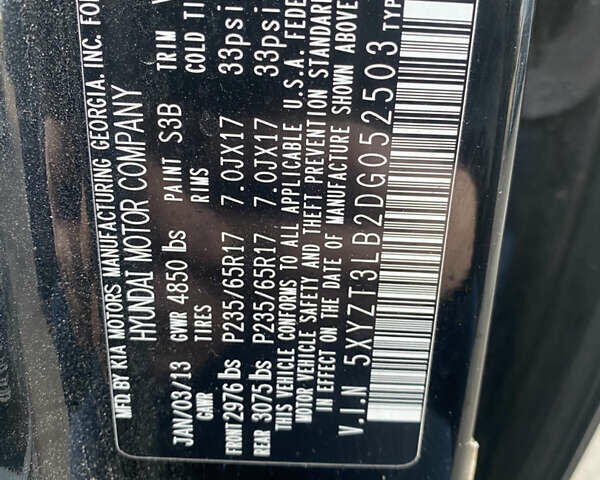 MFD BY KIA MOTORS MANUFACTURING GEORGIA, INC. FO
HYUNDAI MOTOR COMPANY
JAN/03/13 GVWR 4850 lbs PAINT S3B TRIM
GAWR TIRES RIMS COLD TI
FRONT 2976 lbs P235/65R17 7.0JX17 33psi
REAR 3075 lbs P235/65R17 7.0JX17 33psi
THIS VEHICLE CONFORMS TO ALL APPLICABLE U.S.A. FEDE
MOTOR VEHICLE SAFETY AND THEFT PREVENTION STANDARD
IN EFFECT ON THE DATE OF MANUFACTURE SHOWN ABOVE
V.I.N 5XYZT3LB2DG052503 TYP